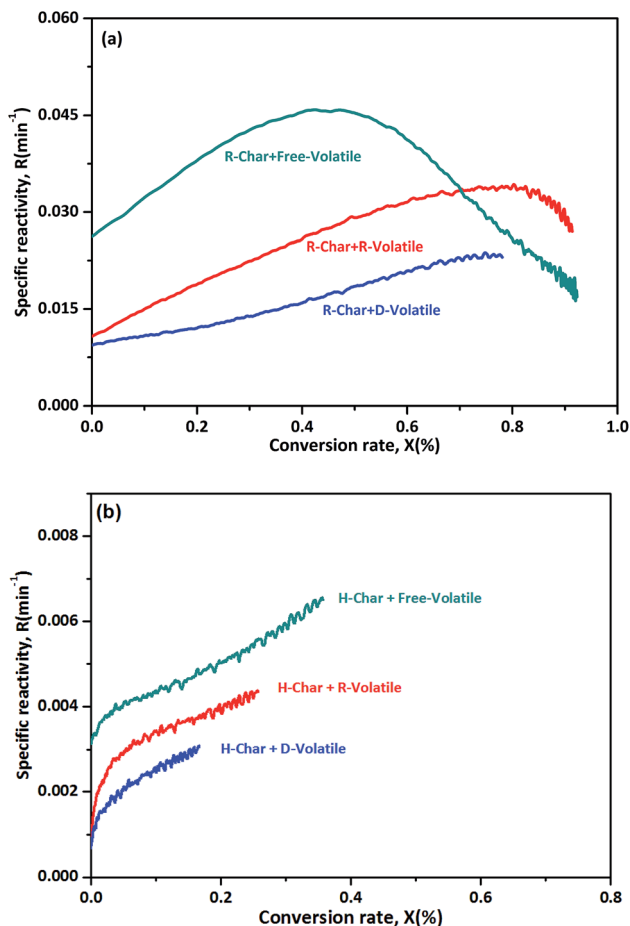 (a)
0.060
0.045
0.030
0.015
0.000
Specific reactivity, R(min⁻¹)
R-Char+Free-Volatile
R-Char+R-Volatile
R-Char+D-Volatile
0.0 0.2 0.4 0.6 0.8 1.0
Conversion rate, X(%)
(b)
0.008
0.006
0.004
0.002
0.000
Specific reactivity, R(min⁻¹)
H-Char + Free-Volatile
H-Char + R-Volatile
H-Char + D-Volatile
0.0 0.2 0.4 0.6 0.8
Conversion rate, X(%)